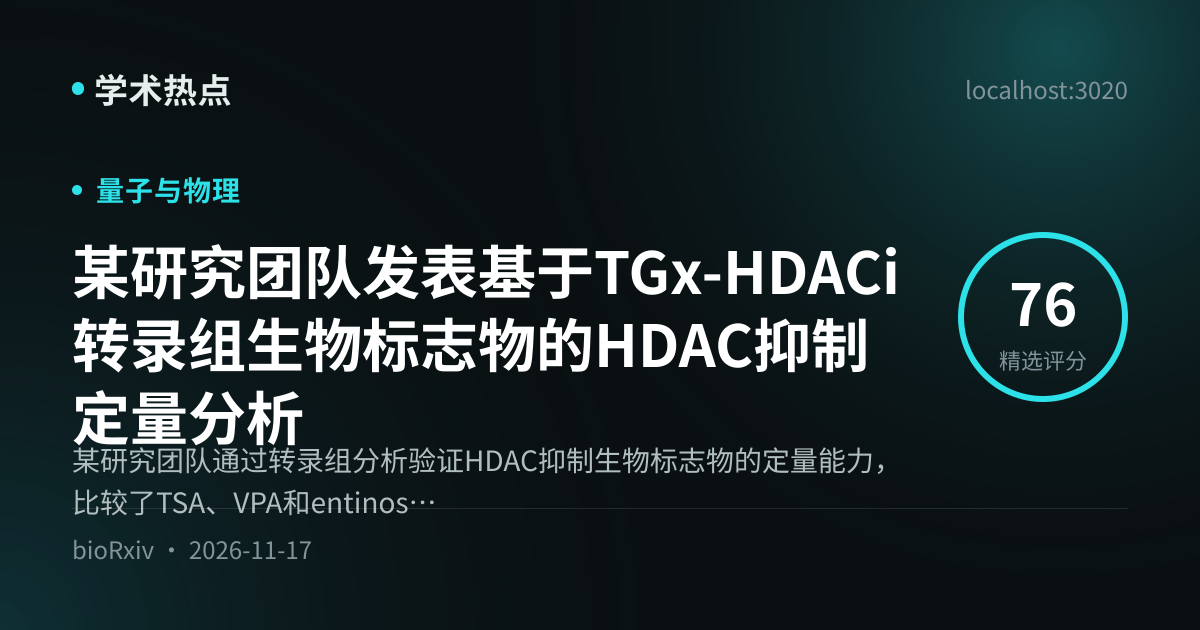 学术热点
localhost:3020
量子与物理
某研究团队发表基于TGx-HDACi
转录组生物标志物的HDAC抑制
定量分析
76
精选评分
某研究团队通过转录组分析验证HDAC抑制生物标志物的定量能力，
比较了TSA、VPA和entinos…
bioRxiv · 2026-11-17